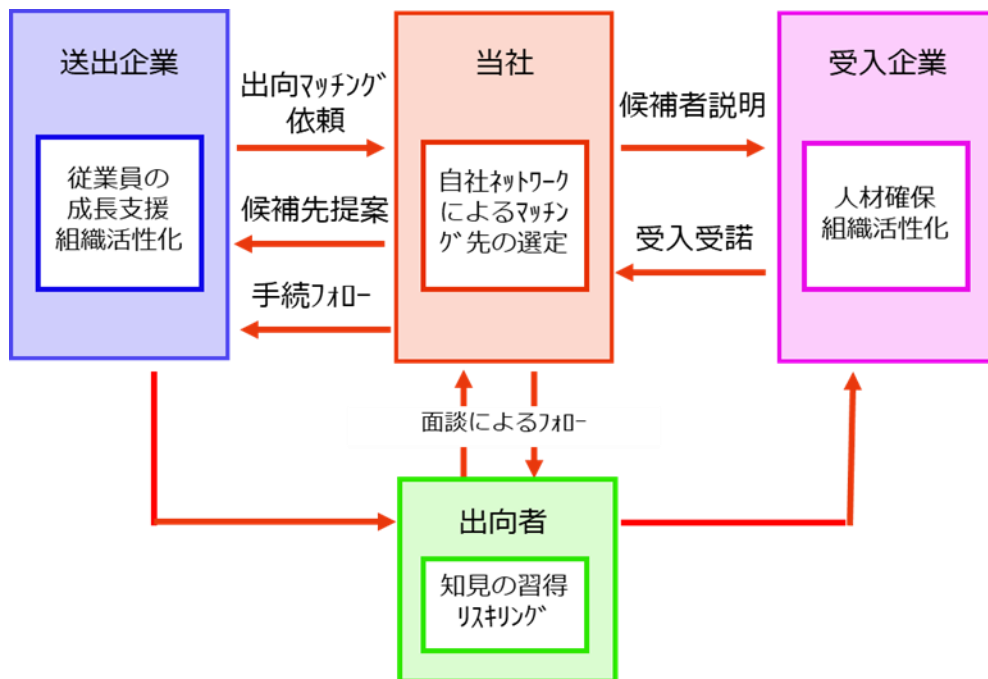 送出企業
従業員の
成長支援
組織活性化
出向ﾏｯﾁﾝｸﾞ
依頼
候補先提案
手続ﾌｫﾛｰ
当社
自社ネットワーク
によるﾏｯﾁﾝ
ｸﾞ先の選定
候補者説明
受入受諾
受入企業
人材確保
組織活性化
面談によるﾌｫﾛｰ
出向者
知見の習得
ﾘｽｷﾘﾝｸﾞ